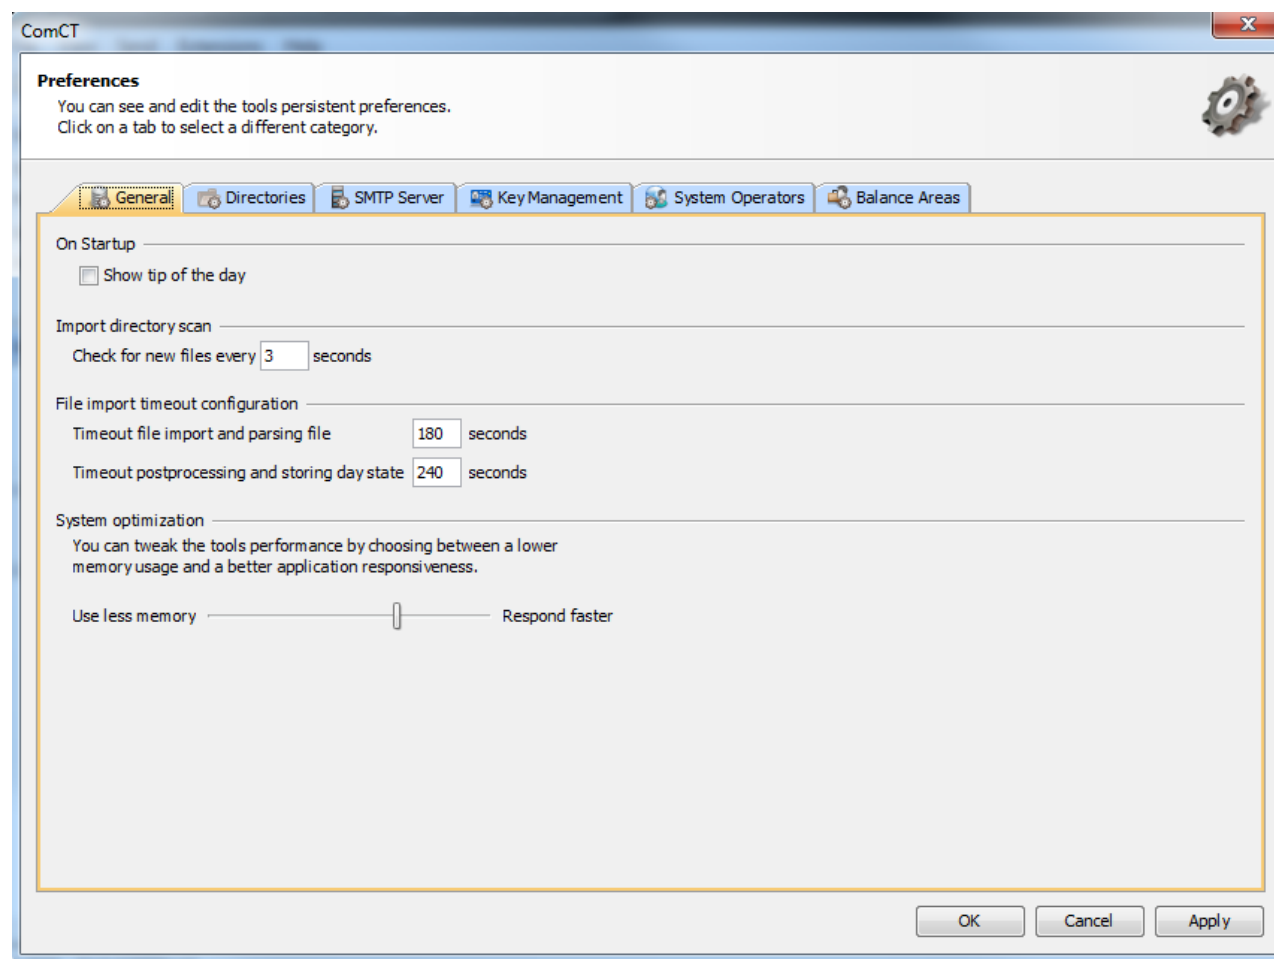 ComCT
Preferences
You can see and edit the tools persistent preferences.
Click on a tab to select a different category.
General Directories SMTP Server Key Management System Operators Balance Areas
On Startup
Show tip of the day
Import directory scan
Check for new files every 3 seconds
File import timeout configuration
Timeout file import and parsing file 180 seconds
Timeout postprocessing and storing day state 240 seconds
System optimization
You can tweak the tools performance by choosing between a lower
memory usage and a better application responsiveness.
Use less memory Respond faster
OK Cancel Apply